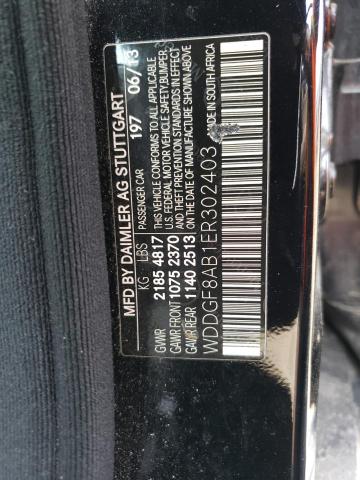 MFD BY DAIMLER AG STUTTGART
PASSENGER CAR 197 06/13
KG LBS
GVWR 2185 4817
GAWR FRONT 1075 2370
GAWR REAR 1140 2513
THIS VEHICLE CONFORMS TO ALL APPLICABLE
U.S. FEDERAL MOTOR VEHICLE SAFETY, BUMPER,
AND THEFT PREVENTION STANDARDS IN EFFECT
ON THE DATE OF MANUFACTURE SHOWN ABOVE
WDDGF8AB1ER302403
MADE IN SOUTH AFRICA